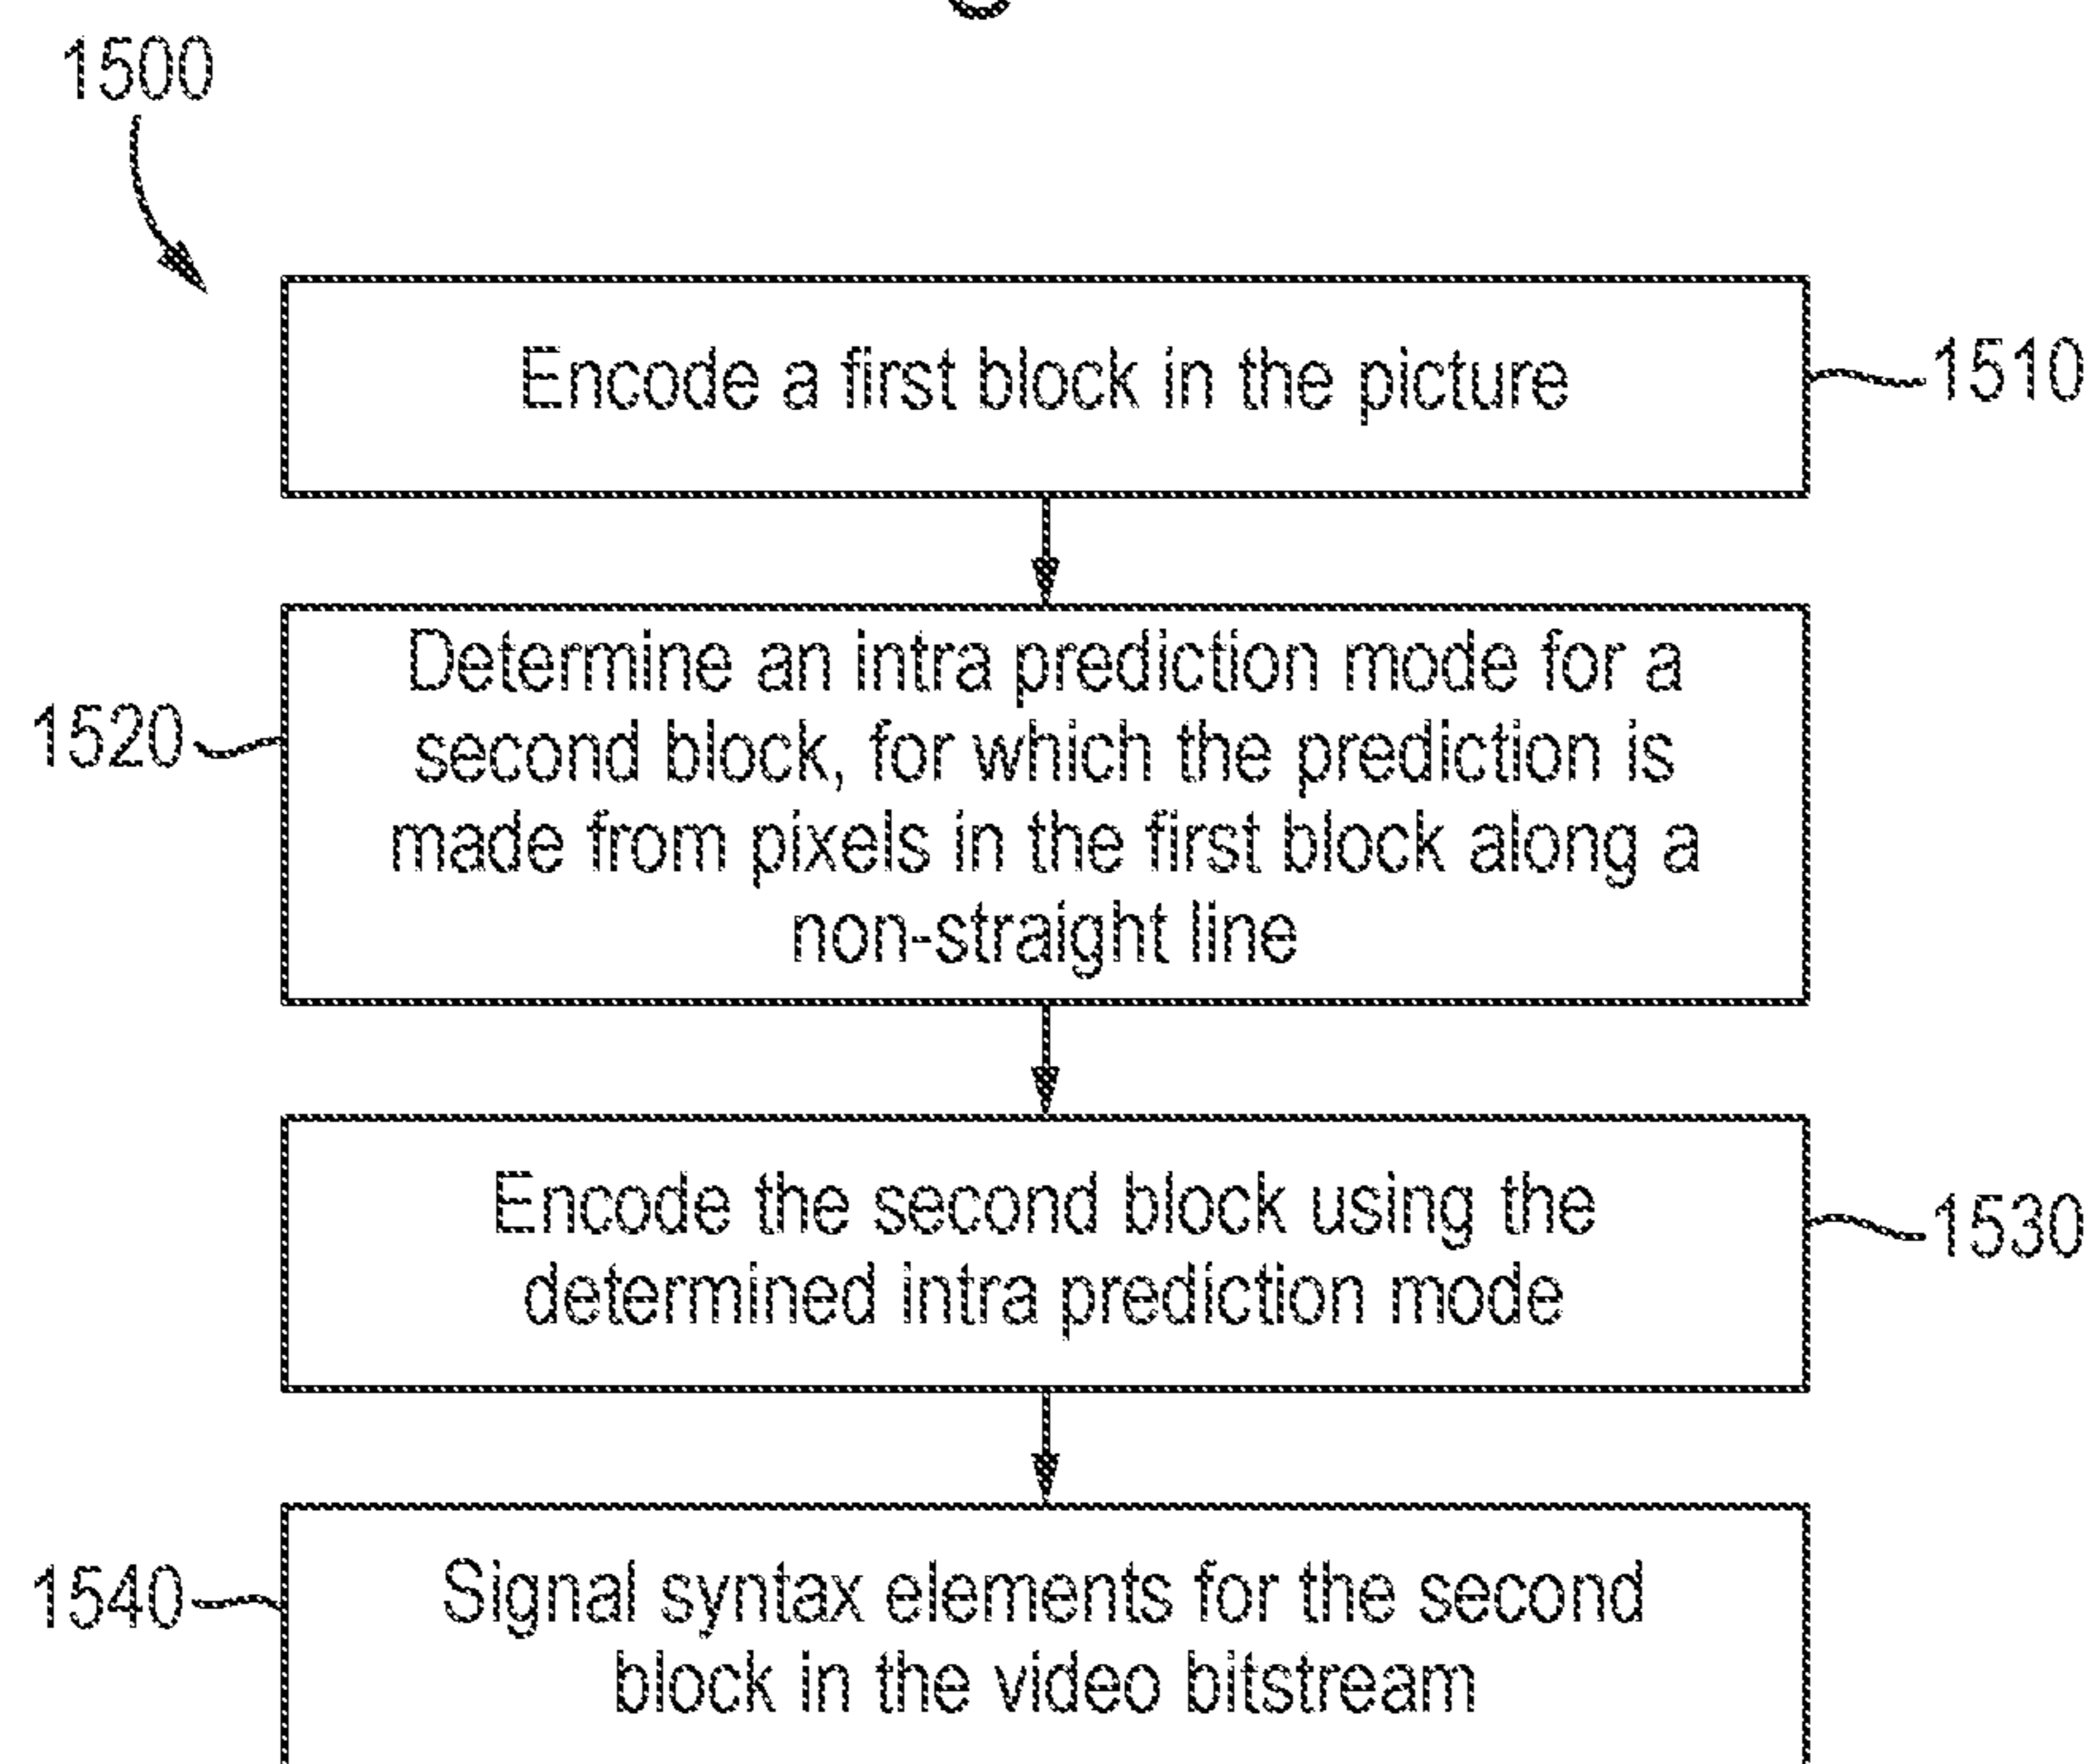 1500
Encode a first block in the picture
1510
Determine an intra prediction mode for a
second block, for which the prediction is
made from pixels in the first block along a
non-straight line
1520
Encode the second block using the
determined intra prediction mode
1530
Signal syntax elements for the second
block in the video bitstream
1540